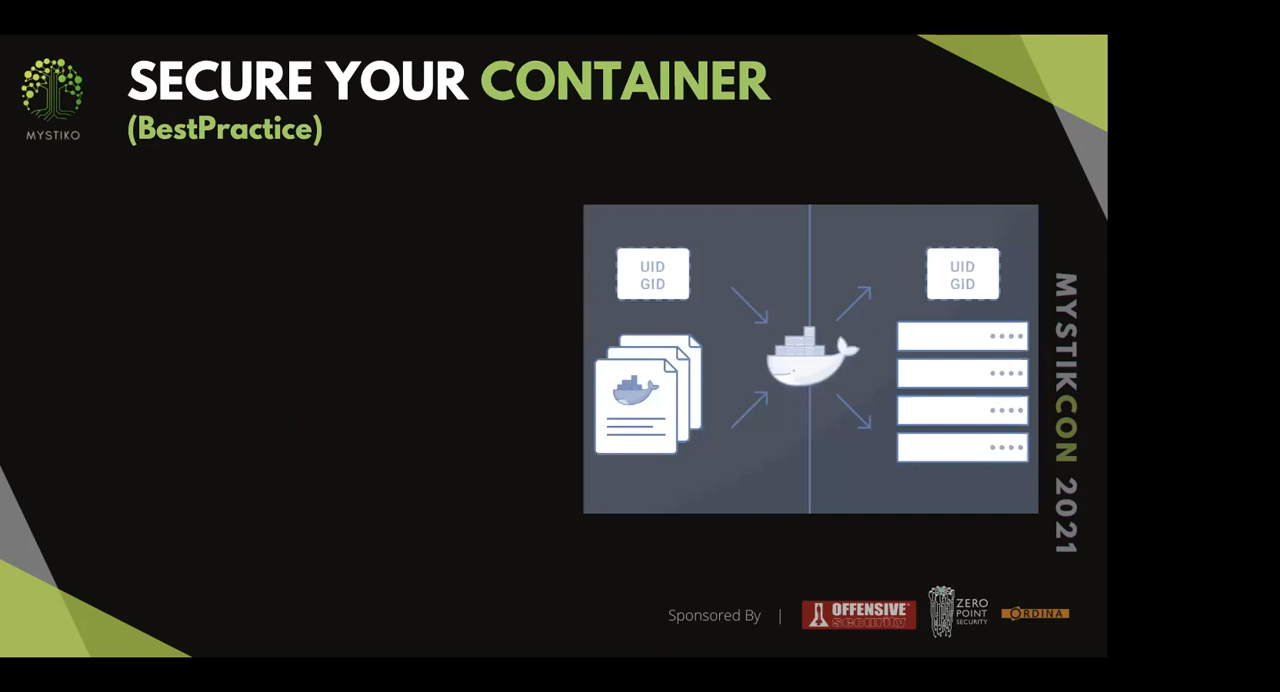 SECURE YOUR CONTAINER
(BestPractice)
MYSTIKO
UID
GID
UID
GID
MYSTIKCON 2021
Sponsored By |
OFFENSIVE
security
ZERO
POINT
SECURITY
ORDINA